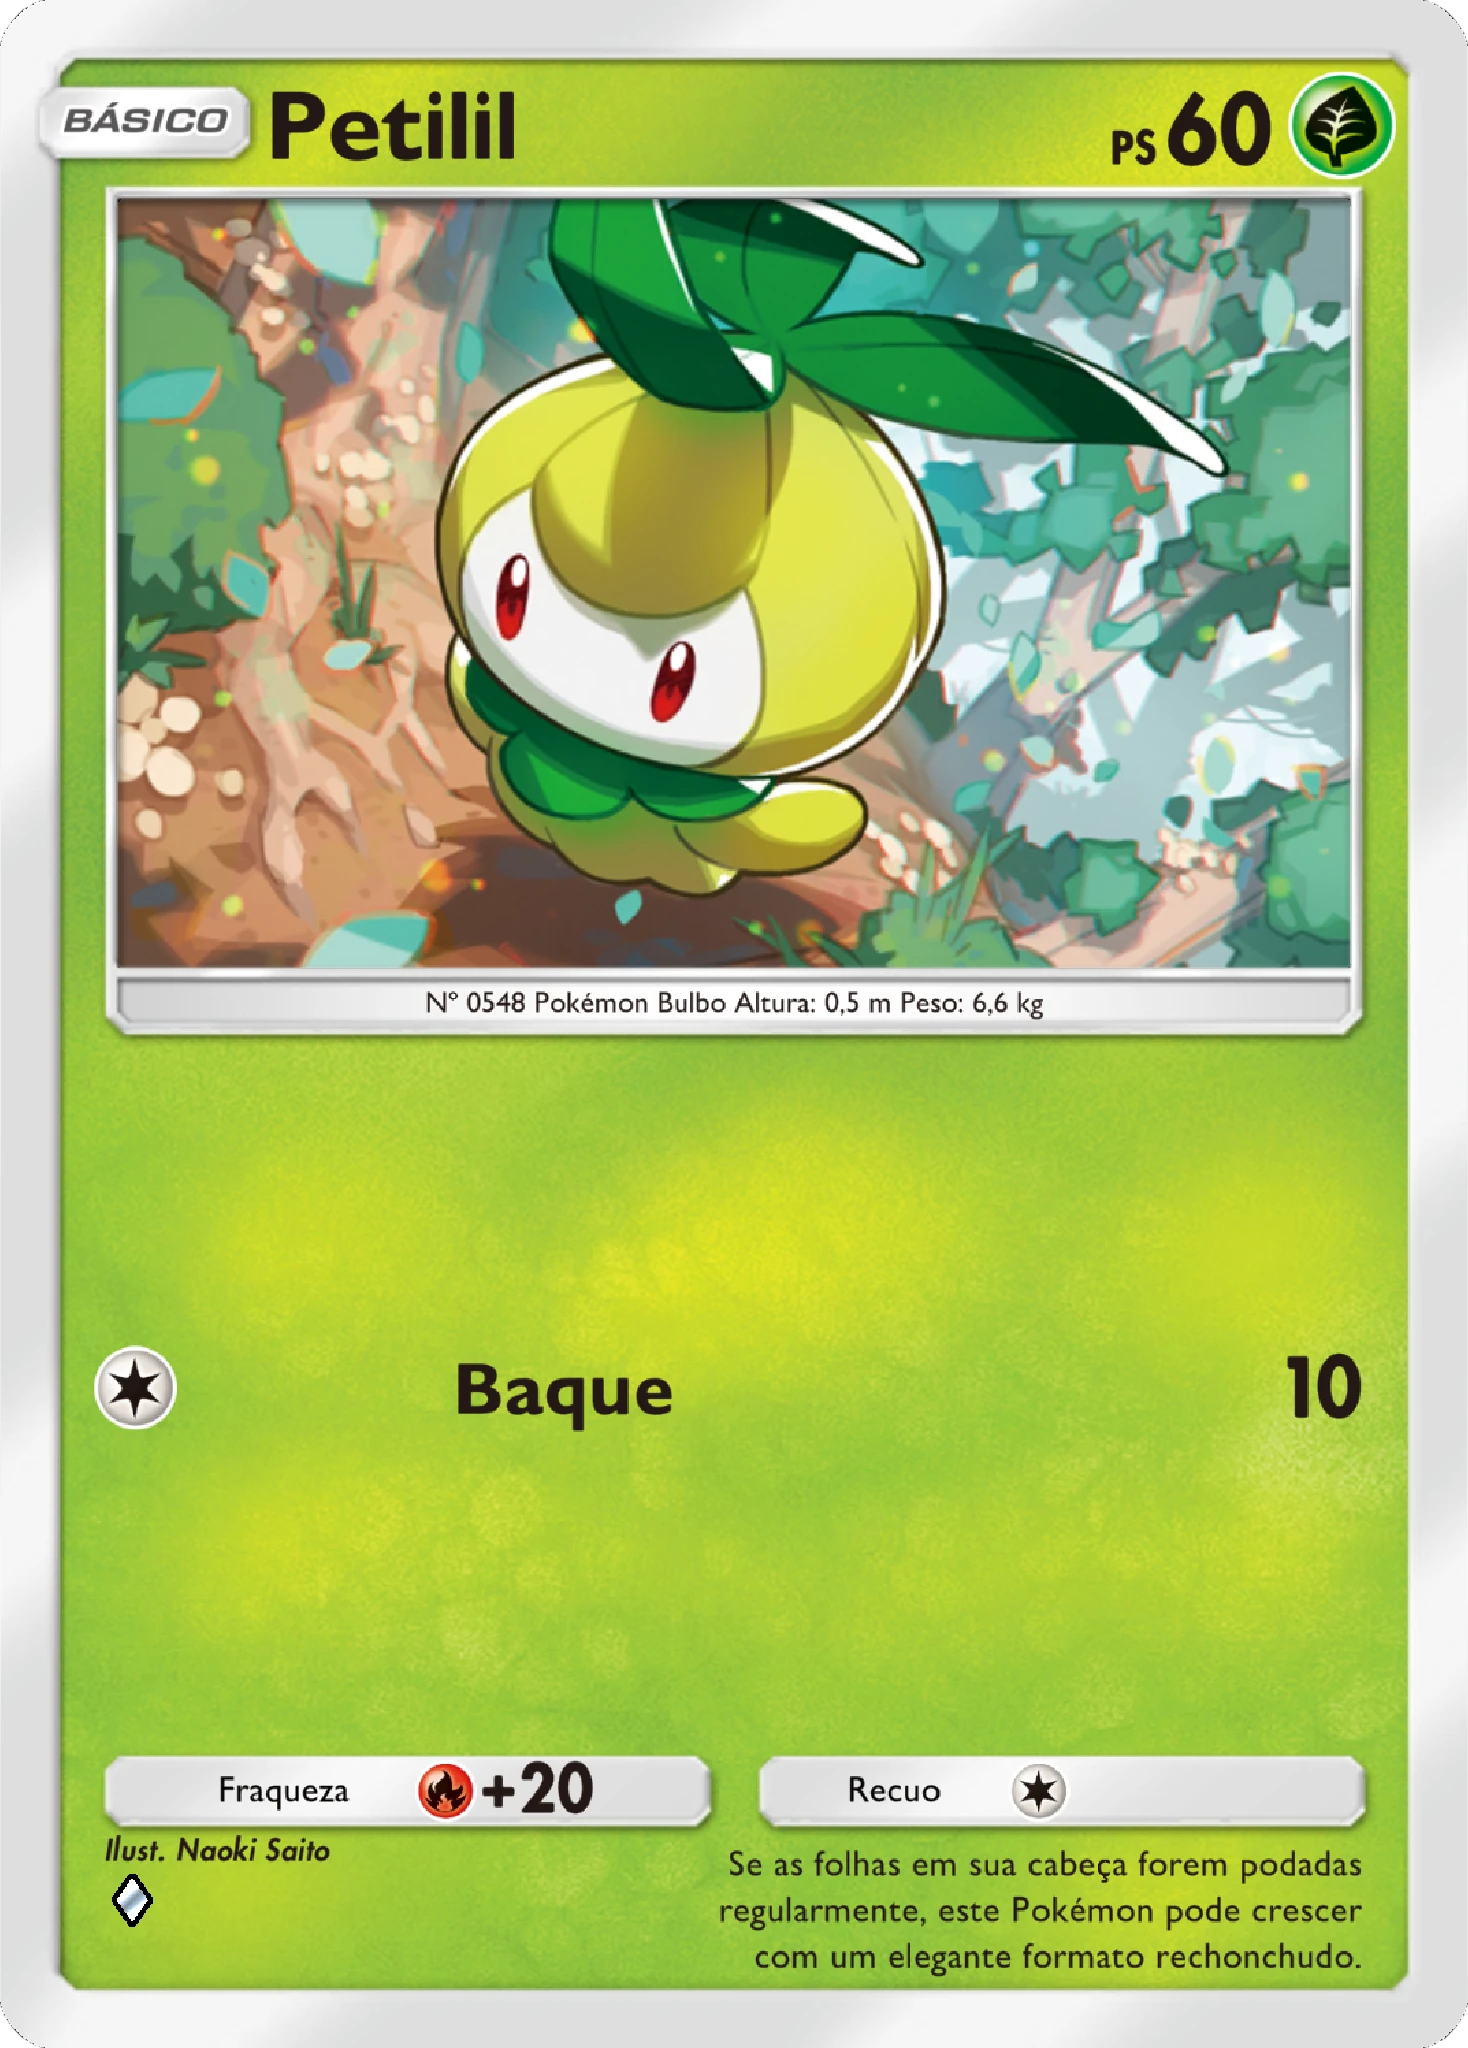 BÁSICO Petilil PS 60
Nº 0548 Pokémon Bulbo Altura: 0,5 m Peso: 6,6 kg
Baque 10
Fraqueza +20 Recuo
Ilust. Naoki Saito
Se as folhas em sua cabeça forem podadas
regularmente, este Pokémon pode crescer
com um elegante formato rechonchudo.